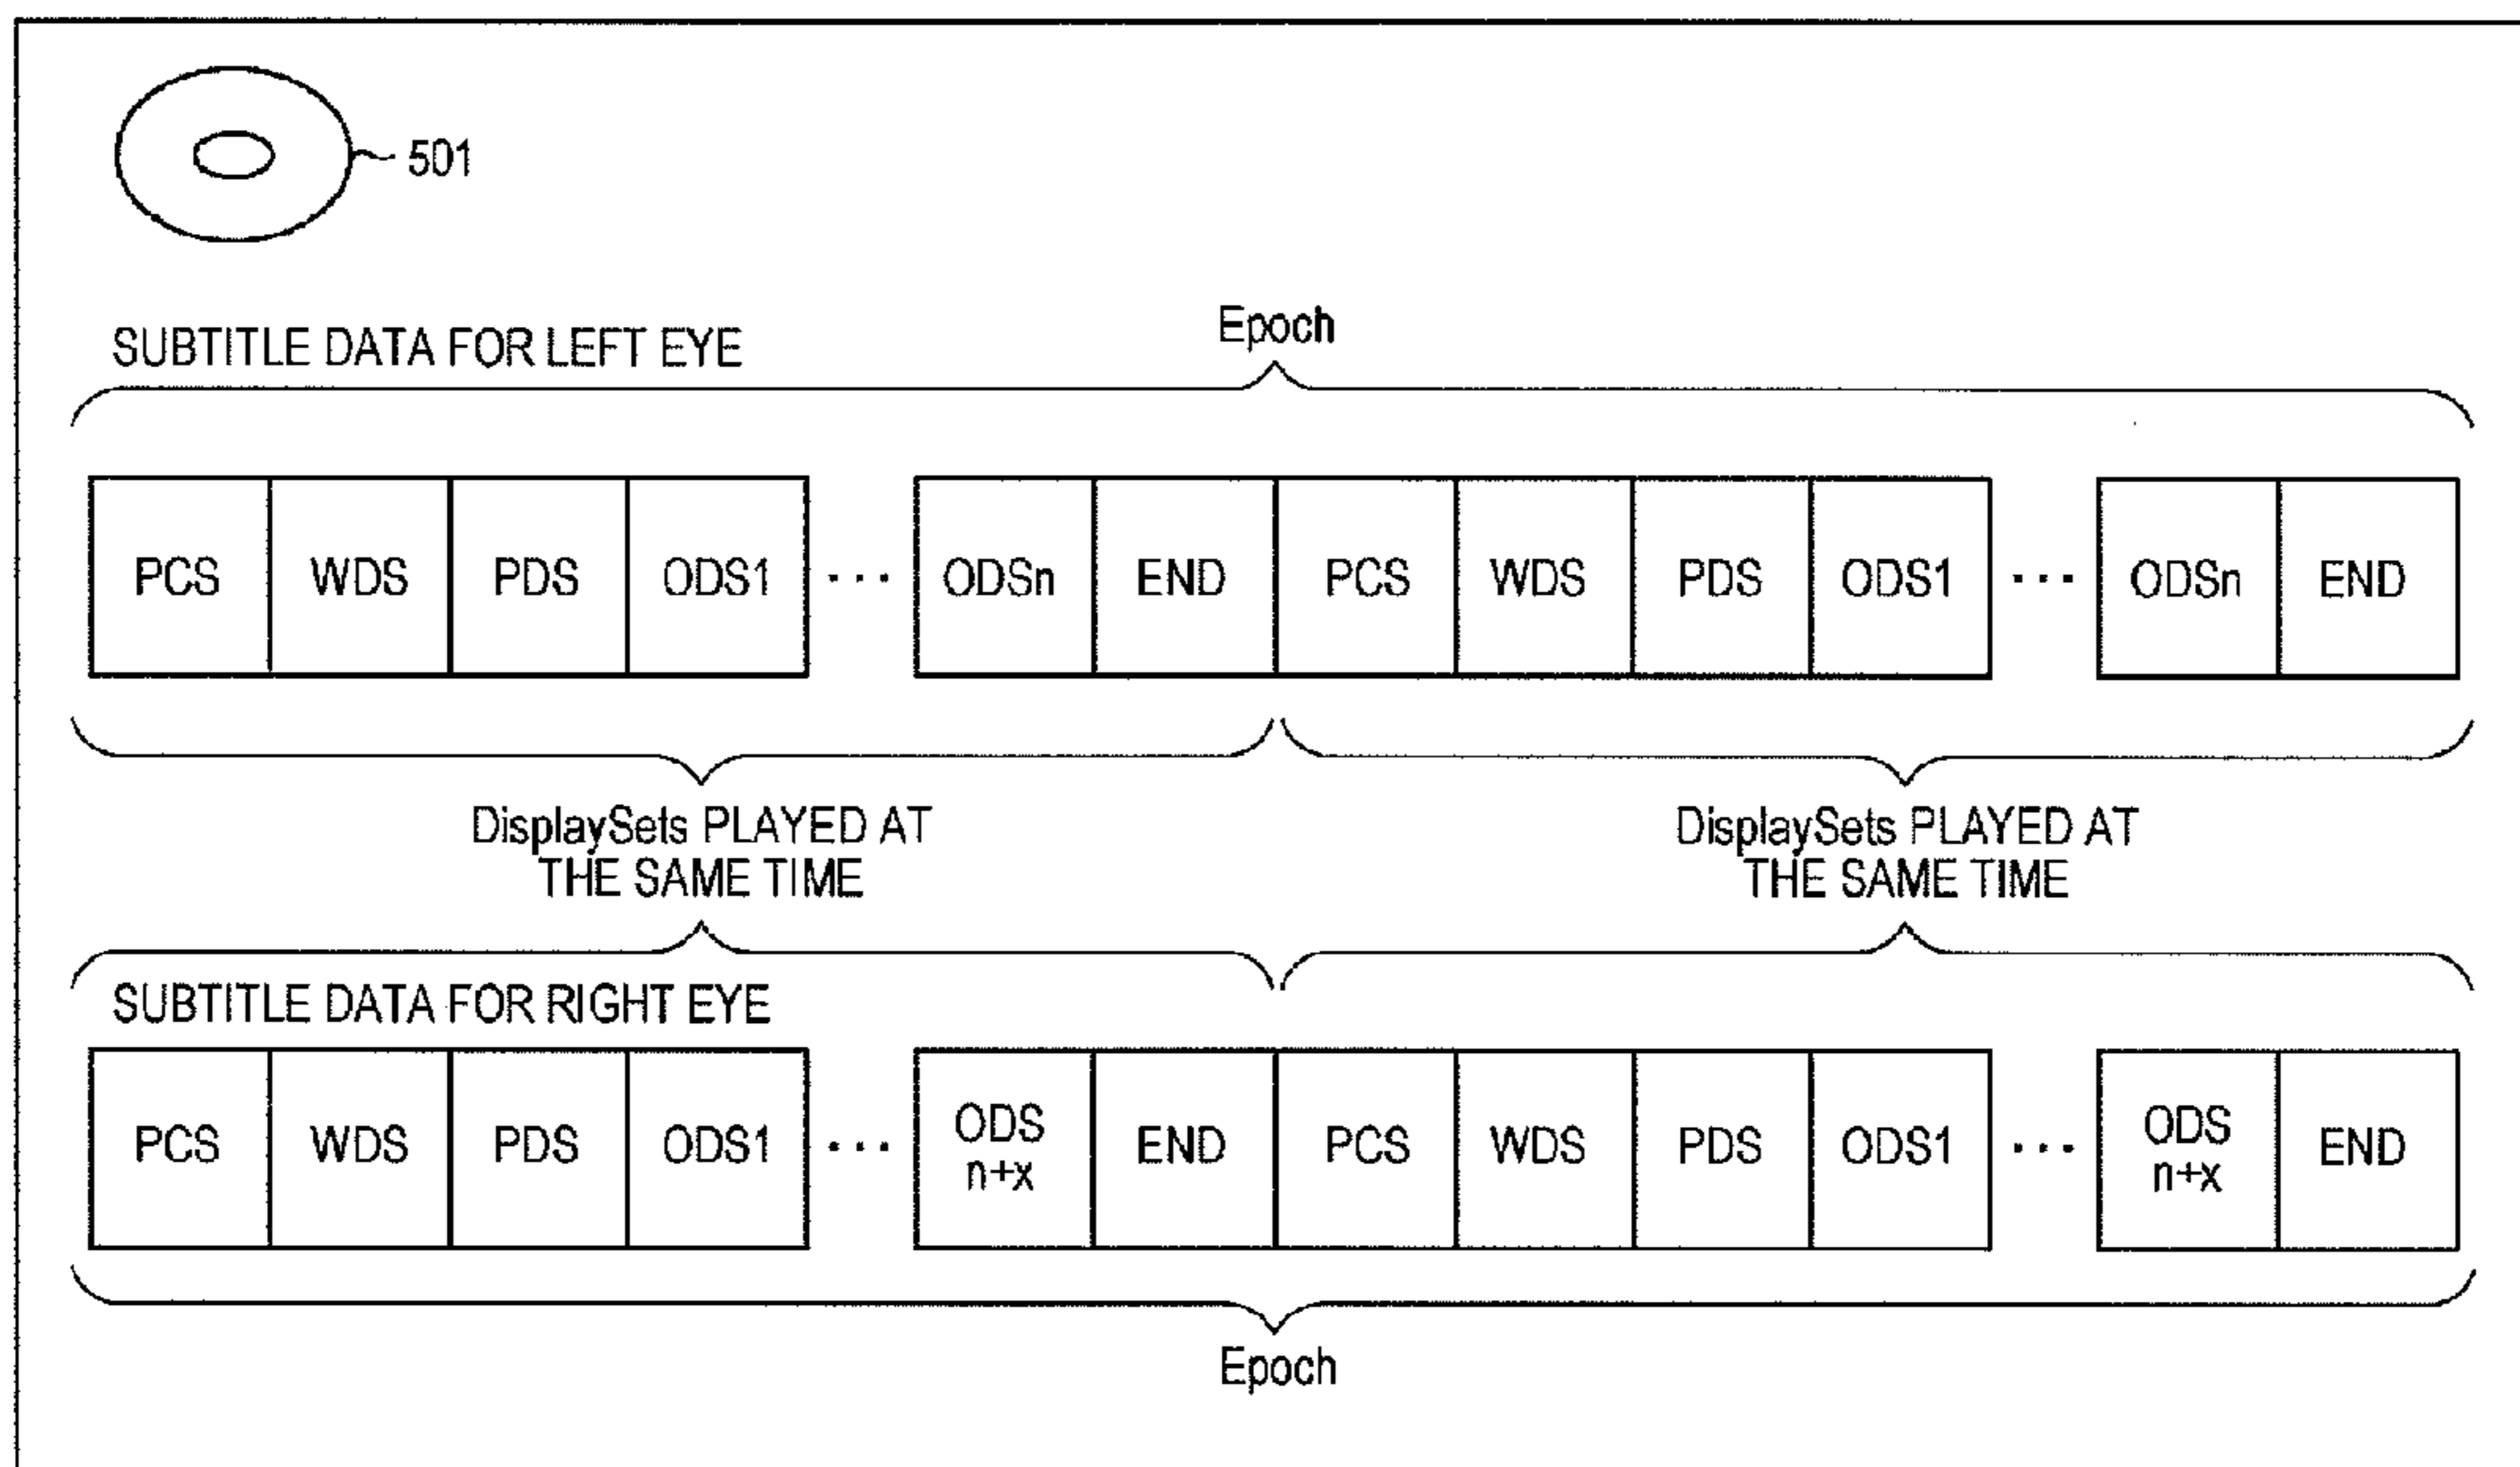 501
Epoch
SUBTITLE DATA FOR LEFT EYE
PCS WDS PDS ODS1 ... ODSn END PCS WDS PDS ODS1 ... ODSn END
DisplaySets PLAYED AT
THE SAME TIME
DisplaySets PLAYED AT
THE SAME TIME
SUBTITLE DATA FOR RIGHT EYE
PCS WDS PDS ODS1 ... ODS n+x END PCS WDS PDS ODS1 ... ODS n+x END
Epoch